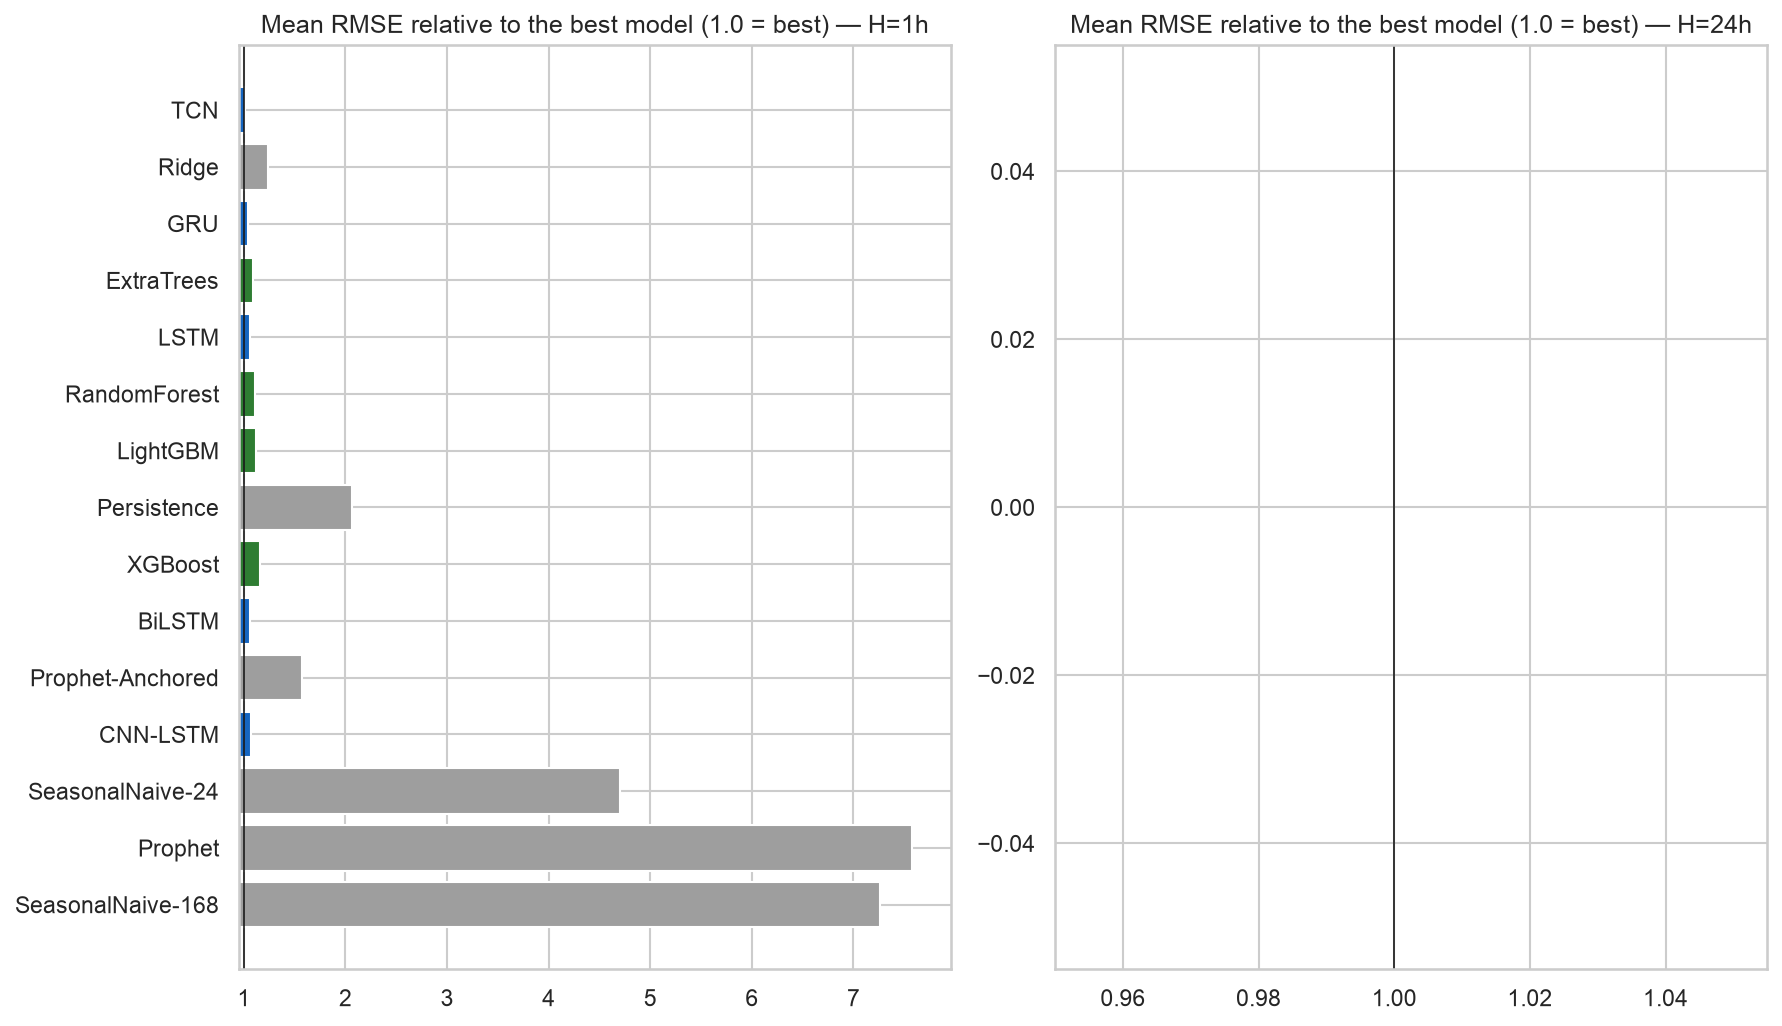 Mean RMSE relative to the best model (1.0 = best) — H=1h
TCN
Ridge
GRU
ExtraTrees
LSTM
RandomForest
LightGBM
Persistence
XGBoost
BiLSTM
Prophet-Anchored
CNN-LSTM
SeasonalNaive-24
Prophet
SeasonalNaive-168
1 2 3 4 5 6 7
Mean RMSE relative to the best model (1.0 = best) — H=24h
0.04
0.02
0.00
−0.02
−0.04
0.96 0.98 1.00 1.02 1.04